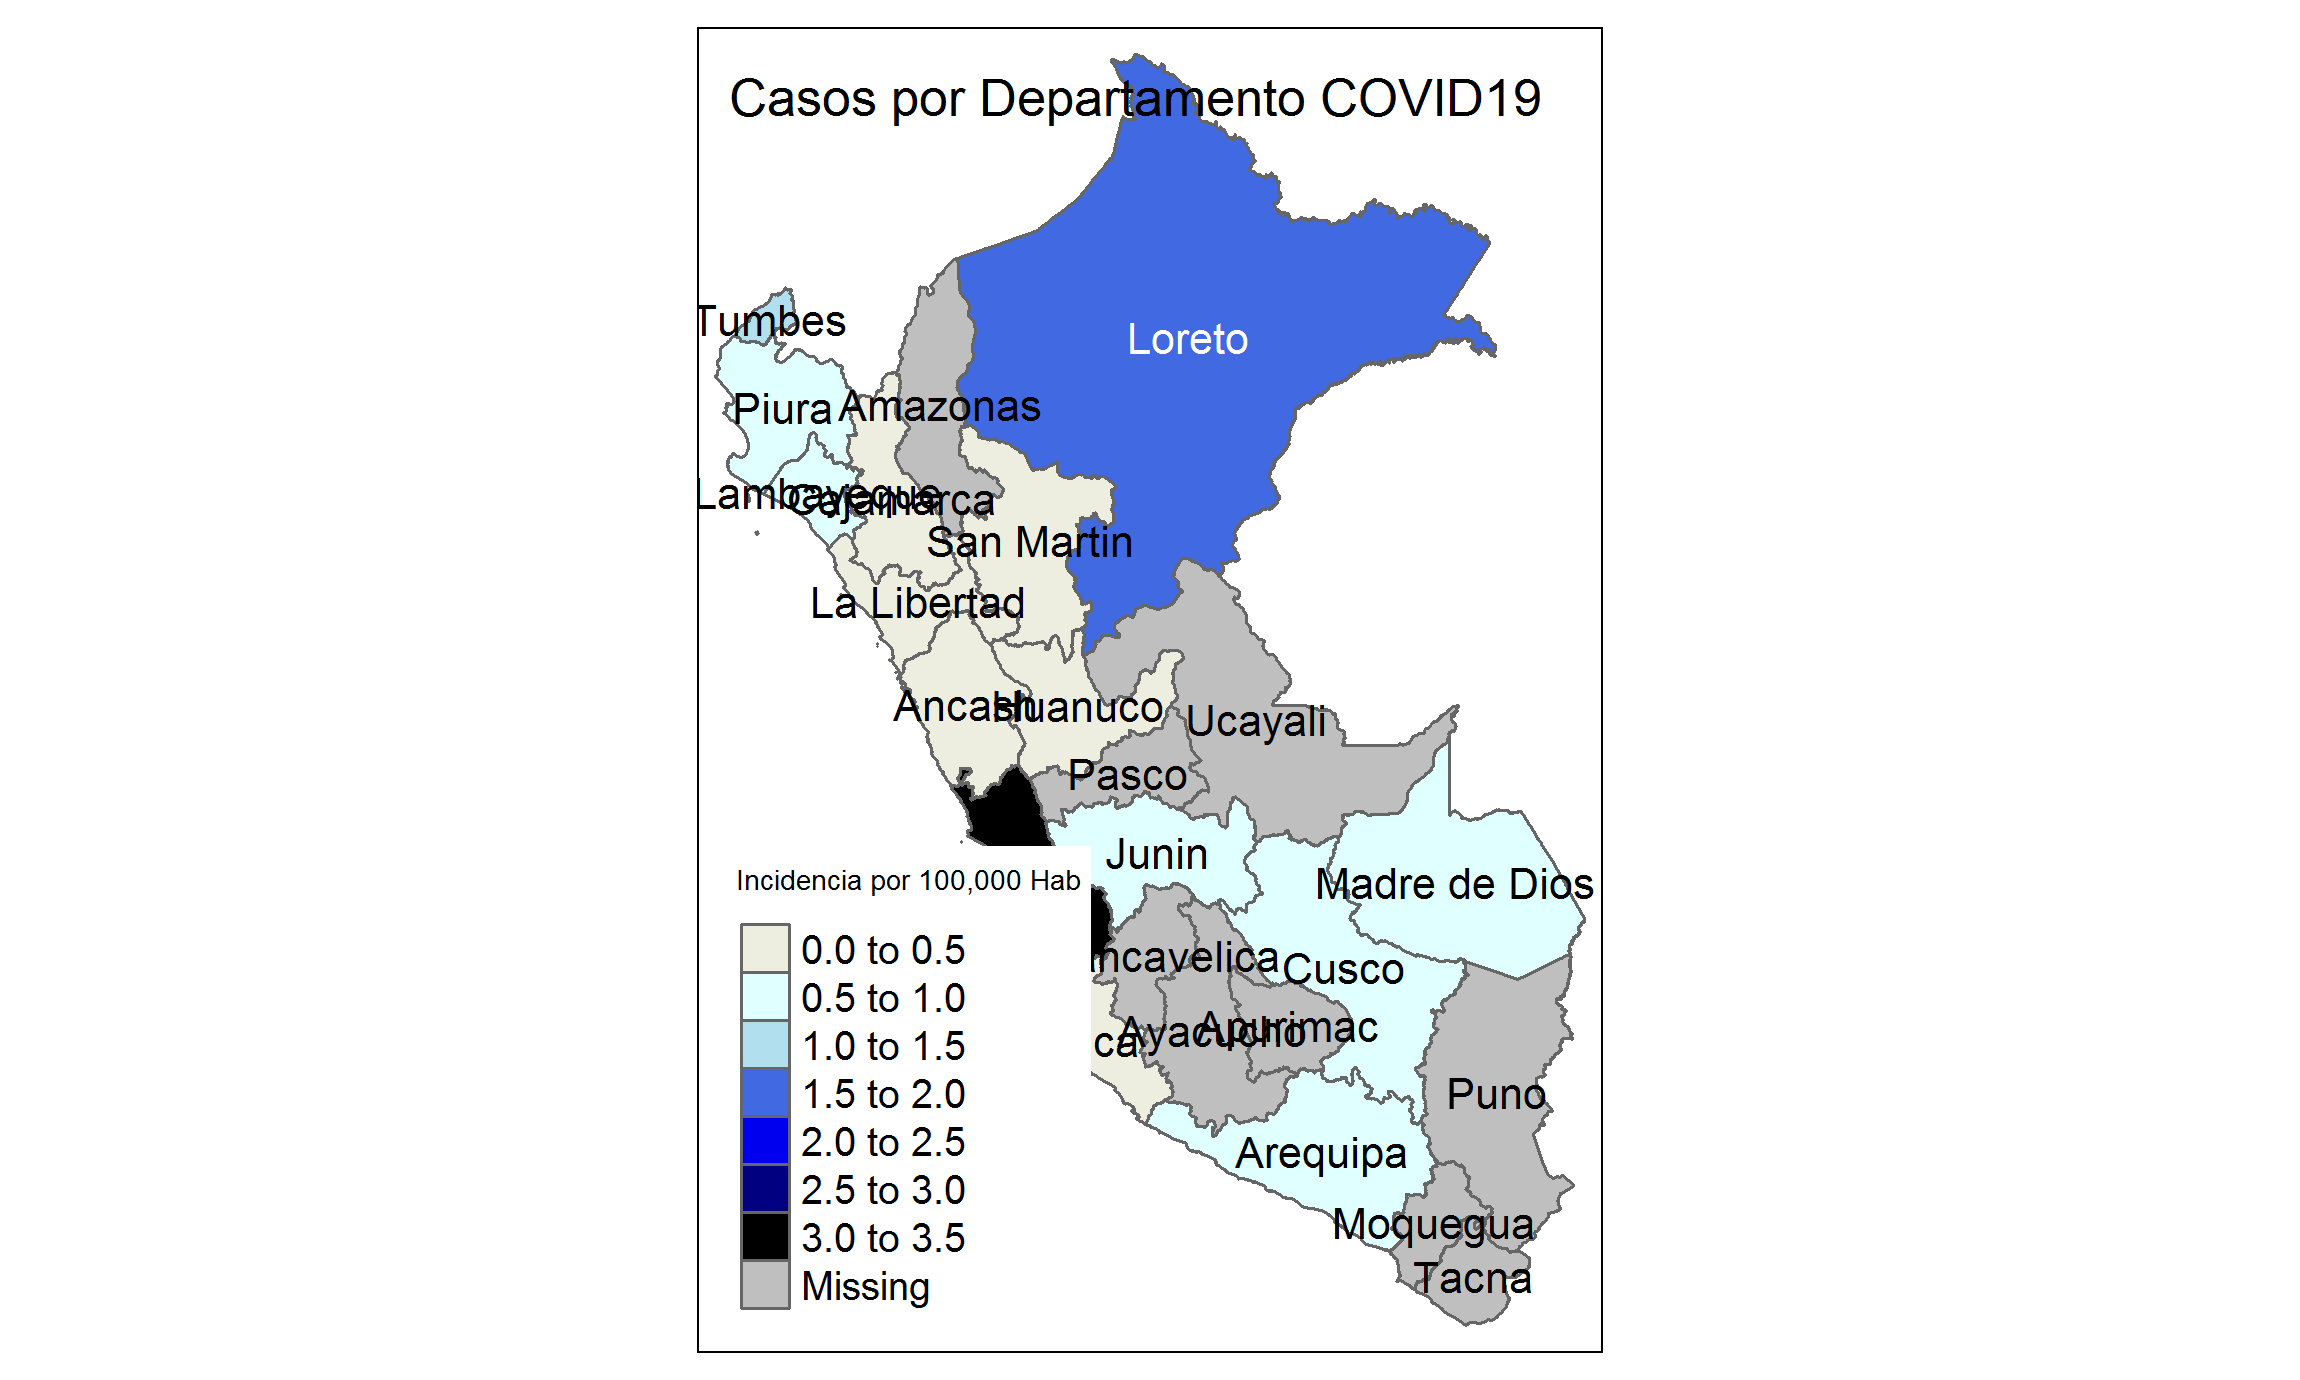 Casos por Departamento COVID19
Loreto
Tumbes
Amazonas
Piura
Lambayeque
Cajamarca
San Martin
La Libertad
Ancash
Huanuco
Ucayali
Pasco
Junin
Incidencia por 100,000 Hab
Madre de Dios
0.0 to 0.5
ncavelica
Cusco
0.5 to 1.0
Apurimac
Ayacucho
ca
1.0 to 1.5
1.5 to 2.0
Puno
2.0 to 2.5
Arequipa
2.5 to 3.0
Moquegua
3.0 to 3.5
Tacna
Missing